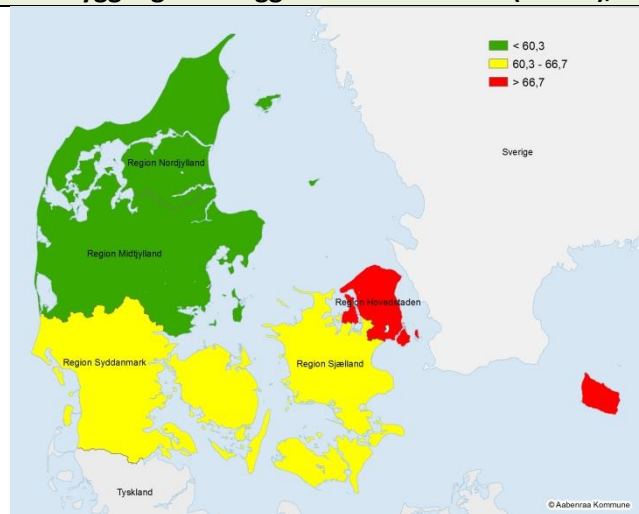 < 60,3
60,3 - 66,7
> 66,7
Sverige
Region Nordjylland
Region Midtjylland
Region Hovedstaden
Region Syddanmark
Region Sjælland
Tyskland
© Aabenraa Kommune